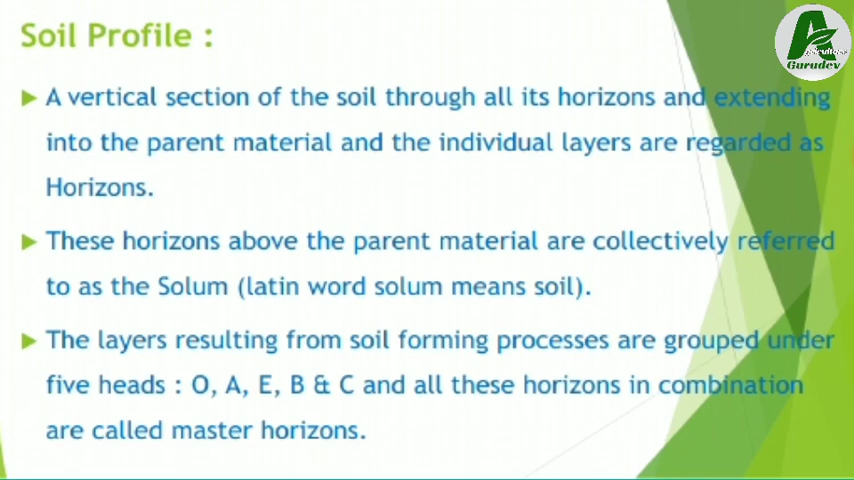 Soil Profile :
A vertical section of the soil through all its horizons and extending
into the parent material and the individual layers are regarded as
Horizons.
These horizons above the parent material are collectively referred
to as the Solum (latin word solum means soil).
The layers resulting from soil forming processes are grouped under
five heads : O, A, E, B & C and all these horizons in combination
are called master horizons.
A
Gurudev